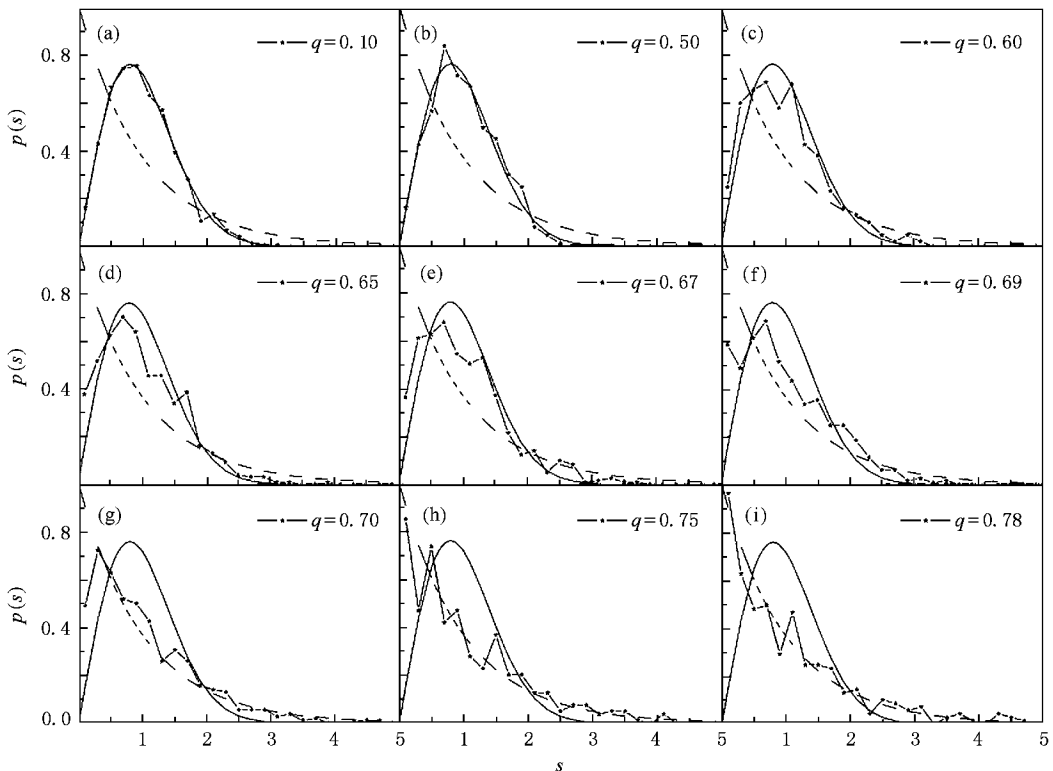 (a) q=0.10
(b) q=0.50
(c) q=0.60
0.8
p(s)
0.4
(d) q=0.65
(e) q=0.67
(f) q=0.69
0.8
p(s)
0.4
(g) q=0.70
(h) q=0.75
(i) q=0.78
0.8
p(s)
0.4
0.0
1 2 3 4 5 1 2 3 4 5 1 2 3 4 5
s